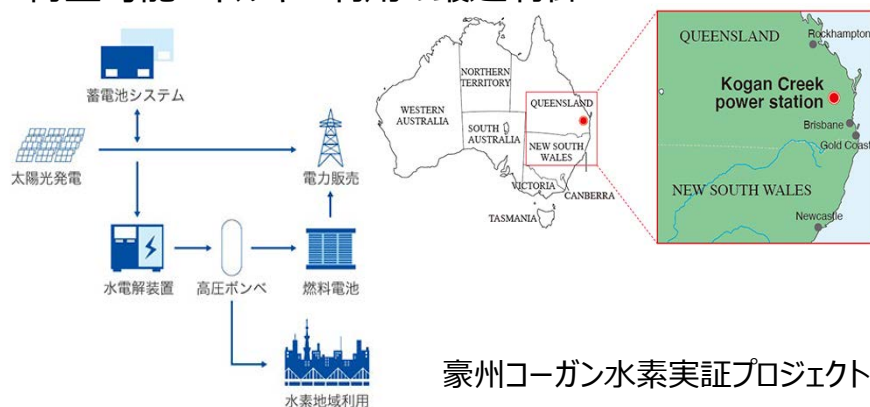 蓄電池システム
太陽光発電
電力販売
水電解装置
高圧ボンベ
燃料電池
水素地域利用
WESTERN
AUSTRALIA
NORTHERN
TERRITORY
QUEENSLAND
SOUTH
AUSTRALIA
NEW SOUTH
WALES
VICTORIA
CANBERRA
TASMANIA
QUEENSLAND
Rockhampton
Kogan Creek
power station
Brisbane
Gold Coast
NEW SOUTH WALES
Newcastle
豪州コーガン水素実証プロジェクト